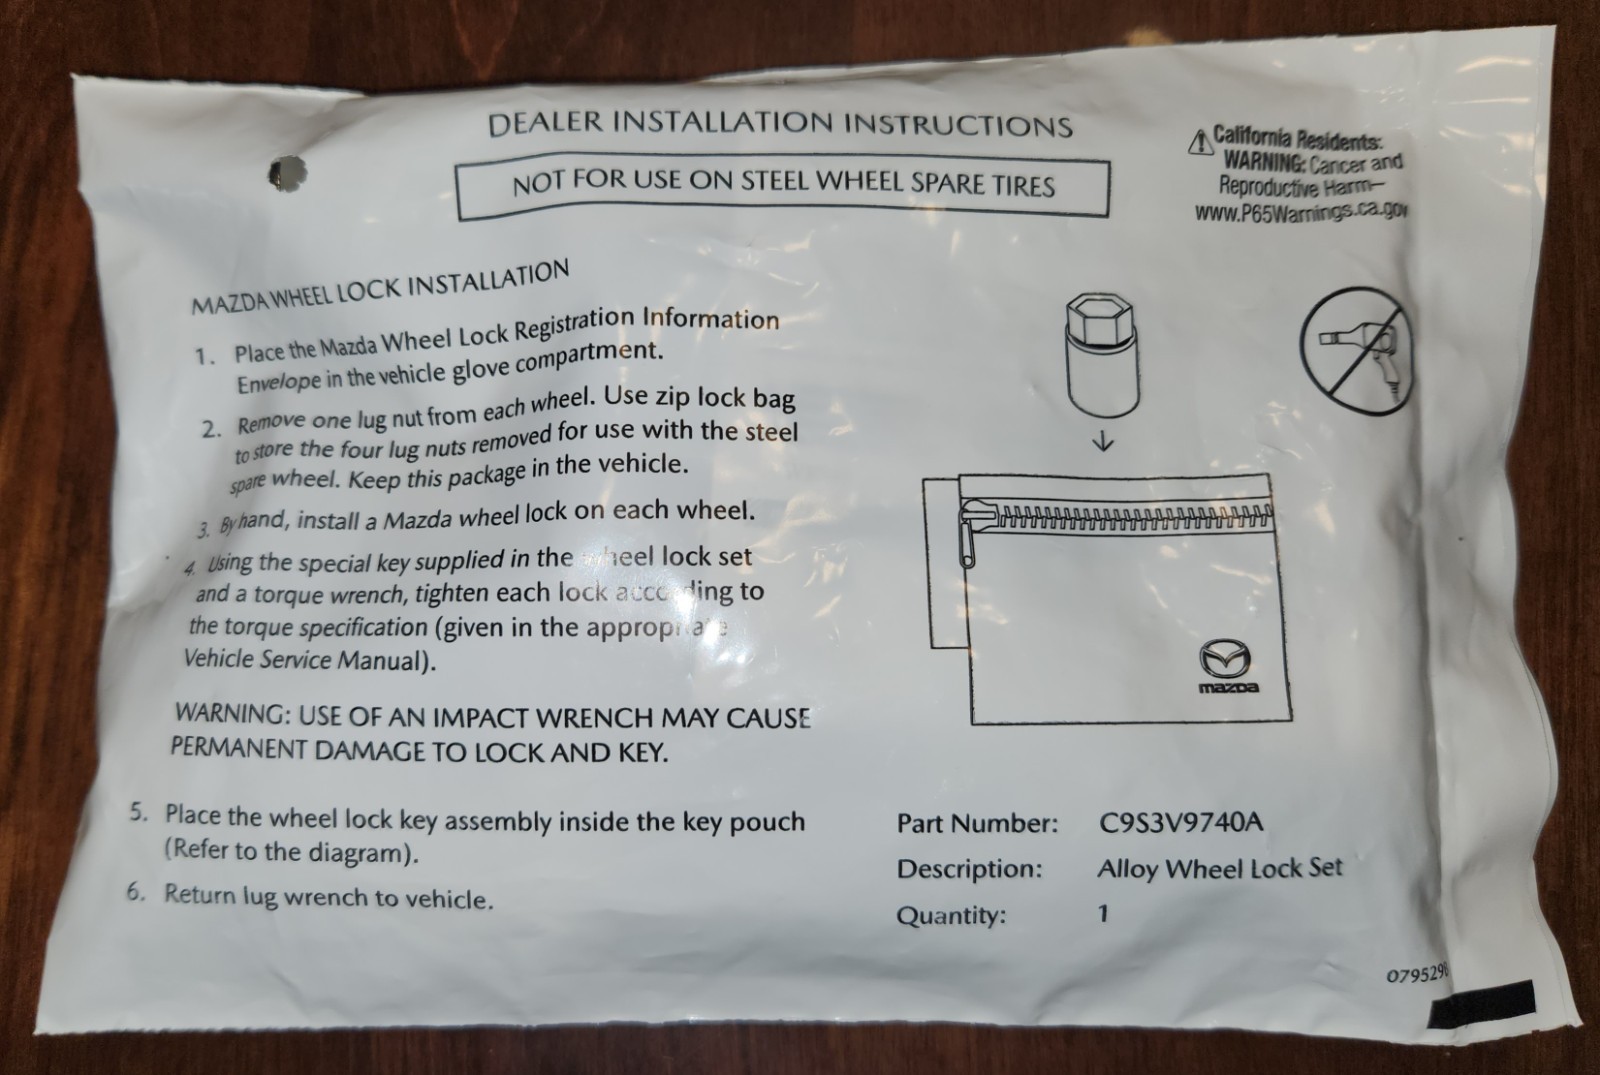 DEALER INSTALLATION INSTRUCTIONS
NOT FOR USE ON STEEL WHEEL SPARE TIRES
California Residents:
WARNING: Cancer and
Reproductive Harm–
www.P65Warnings.ca.gov
MAZDA WHEEL LOCK INSTALLATION
1. Place the Mazda Wheel Lock Registration Information
Envelope in the vehicle glove compartment.
2. Remove one lug nut from each wheel. Use zip lock bag
to store the four lug nuts removed for use with the steel
spare wheel. Keep this package in the vehicle.
3. By hand, install a Mazda wheel lock on each wheel.
4. Using the special key supplied in the wheel lock set
and a torque wrench, tighten each lock according to
the torque specification (given in the appropriate
Vehicle Service Manual).
WARNING: USE OF AN IMPACT WRENCH MAY CAUSE
PERMANENT DAMAGE TO LOCK AND KEY.
5. Place the wheel lock key assembly inside the key pouch
(Refer to the diagram).
6. Return lug wrench to vehicle.
mazda
Part Number: C9S3V9740A
Description: Alloy Wheel Lock Set
Quantity: 1